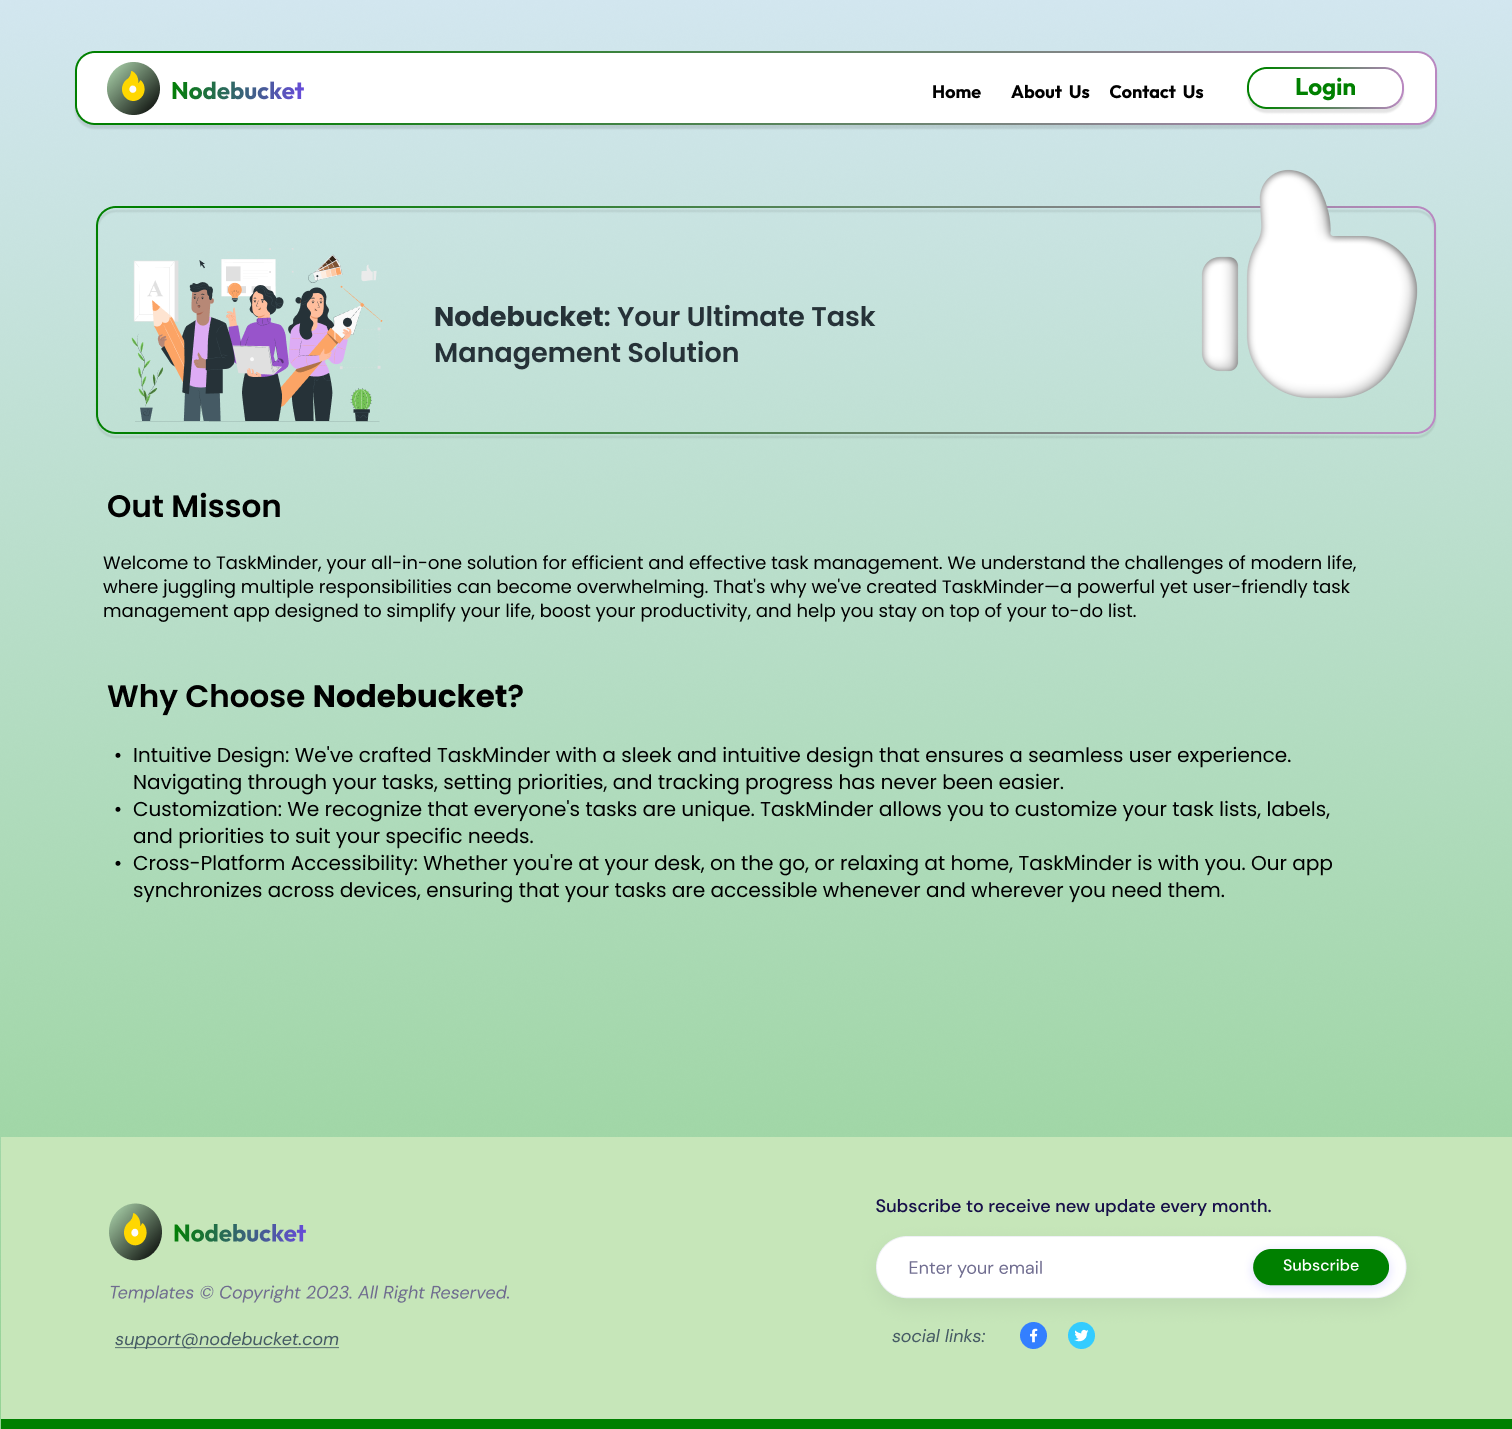 Nodebucket
Home About Us Contact Us Login
A
Nodebucket: Your Ultimate Task
Management Solution
Out Misson
Welcome to TaskMinder, your all-in-one solution for efficient and effective task management. We understand the challenges of modern life,
where juggling multiple responsibilities can become overwhelming. That's why we've created TaskMinder—a powerful yet user-friendly task
management app designed to simplify your life, boost your productivity, and help you stay on top of your to-do list.
Why Choose Nodebucket?
• Intuitive Design: We've crafted TaskMinder with a sleek and intuitive design that ensures a seamless user experience.
Navigating through your tasks, setting priorities, and tracking progress has never been easier.
• Customization: We recognize that everyone's tasks are unique. TaskMinder allows you to customize your task lists, labels,
and priorities to suit your specific needs.
• Cross-Platform Accessibility: Whether you're at your desk, on the go, or relaxing at home, TaskMinder is with you. Our app
synchronizes across devices, ensuring that your tasks are accessible whenever and wherever you need them.
Nodebucket
Templates © Copyright 2023. All Right Reserved.
support@nodebucket.com
Subscribe to receive new update every month.
Enter your email Subscribe
social links: